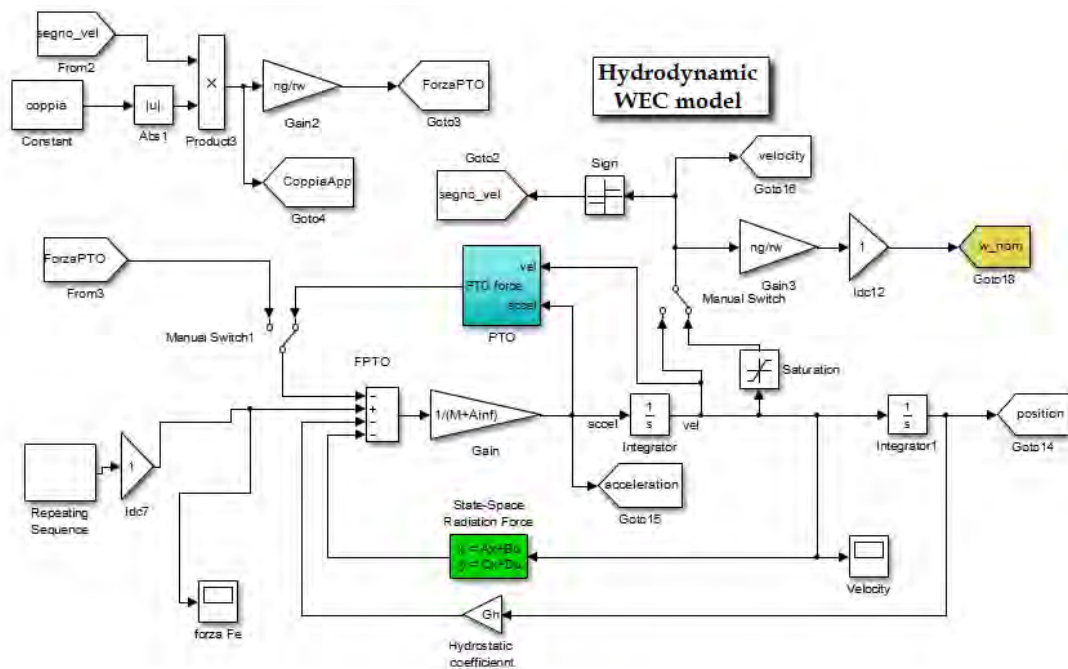 segno_vel
From2
coppia
Constant
|u|
Abs1
×
Product3
ng/rw
Gain2
ForzaPTO
Goto3
CoppiaApp
Goto4
Hydrodynamic
WEC model
Goto2
segno_vel
Sign
velocity
Goto16
ng/rw
Gain3
1
Idc12
w_nom
Goto18
Manual Switch
ForzaPTO
From3
Manual Switch1
vel
PTO force
accel
PTO
Saturation
FPTO
−
+
−
−
1/(M+Ainf)
Gain
accel
1
s
Integrator
vel
1
s
Integrator1
position
Goto14
Repeating
Sequence
1
Idc7
acceleration
Goto15
State-Space
Radiation Force
x = Ax+Bu
y = Cx+Du
Velocity
forza Fe
Gh
Hydrostatic
coefficiennt